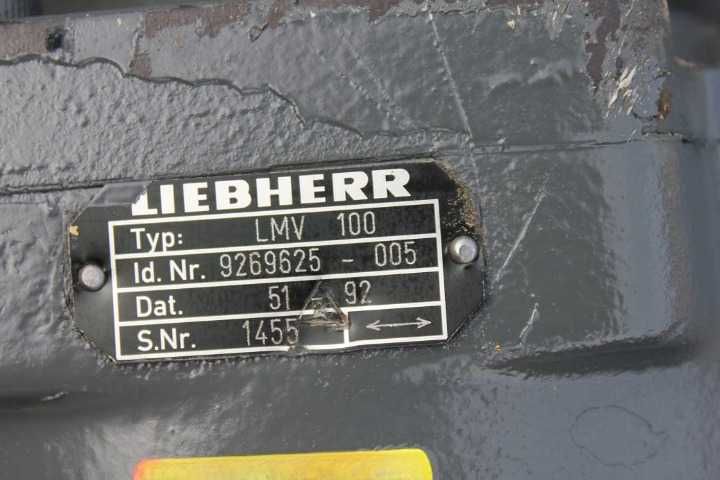 LIEBHERR
Typ: LMV 100
Id. Nr. 9269625 - 005
Dat. 51 - 92
S.Nr. 1455